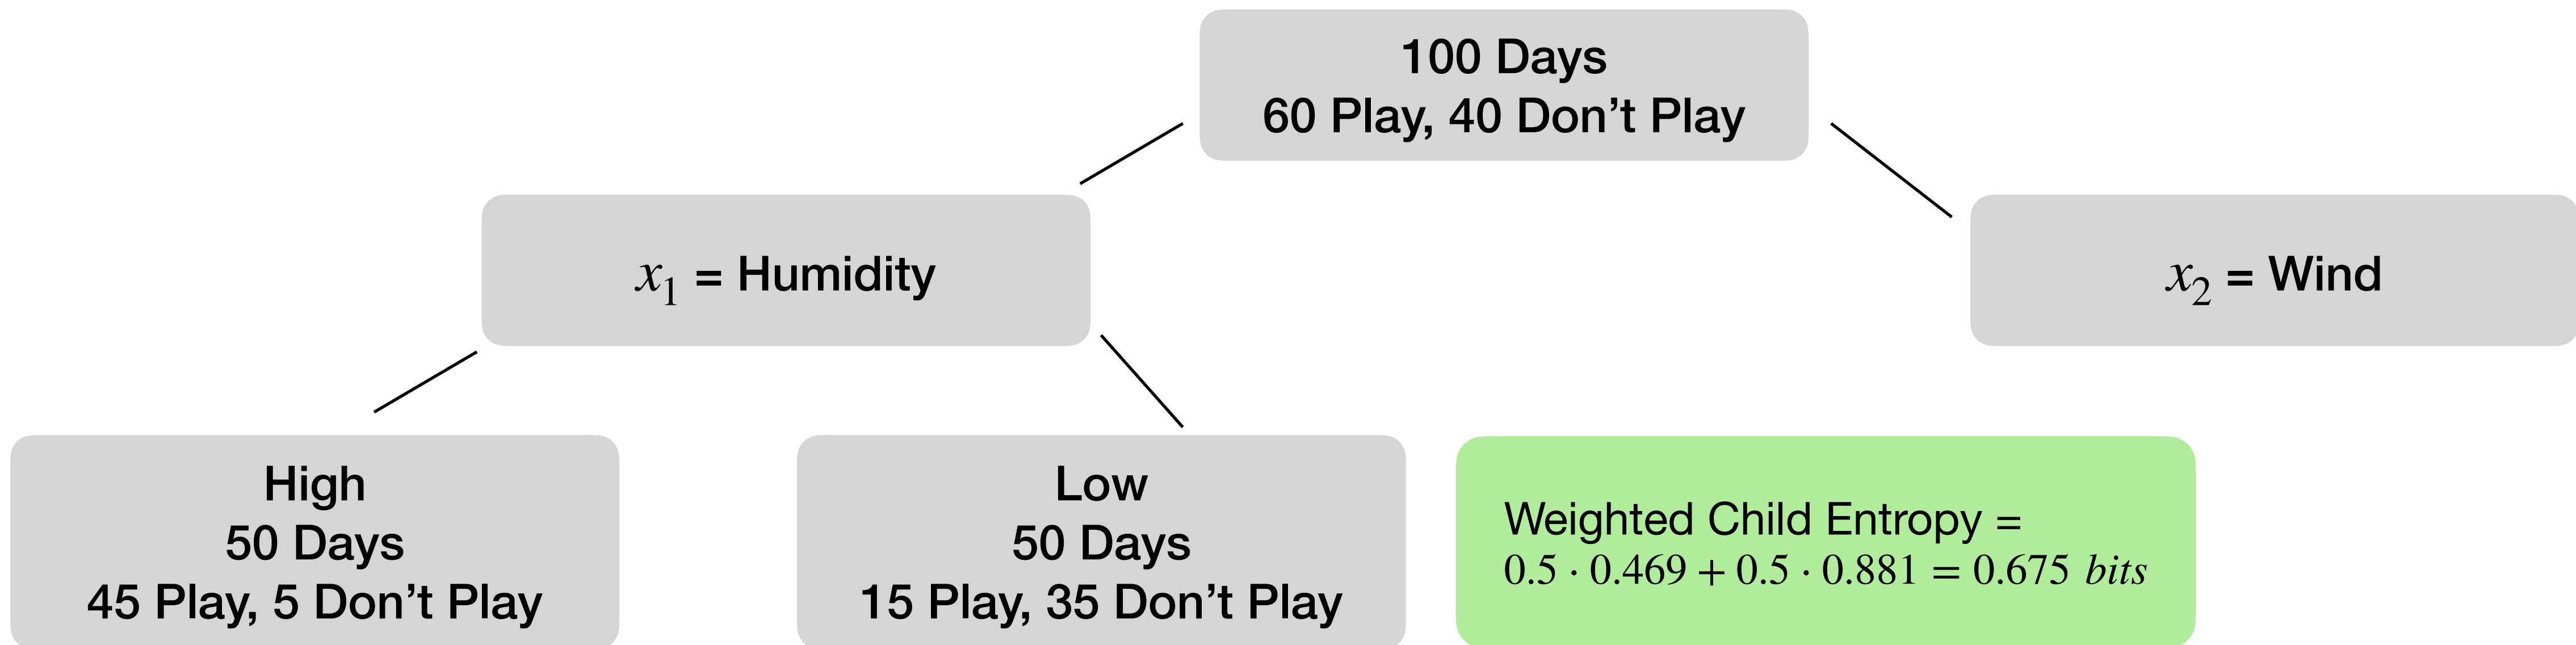 100 Days
60 Play, 40 Don’t Play
x₁ = Humidity
x₂ = Wind
High
50 Days
45 Play, 5 Don’t Play
Low
50 Days
15 Play, 35 Don’t Play
Weighted Child Entropy =
0.5 · 0.469 + 0.5 · 0.881 = 0.675 bits